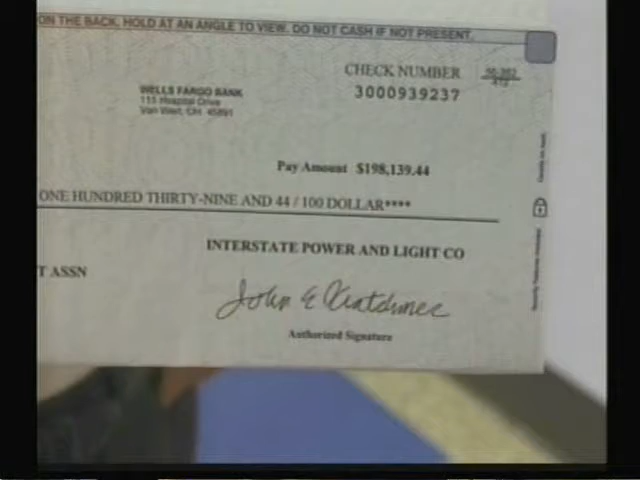 ON THE BACK, HOLD AT AN ANGLE TO VIEW. DO NOT CASH IF NOT PRESENT.
CHECK NUMBER
3000939237
WELLS FARGO BANK
115 Hospital Drive
Van Wert, OH 45891
Pay Amount $198,139.44
ONE HUNDRED THIRTY-NINE AND 44 / 100 DOLLAR****
INTERSTATE POWER AND LIGHT CO
T ASSN
John E
Authorized Signature